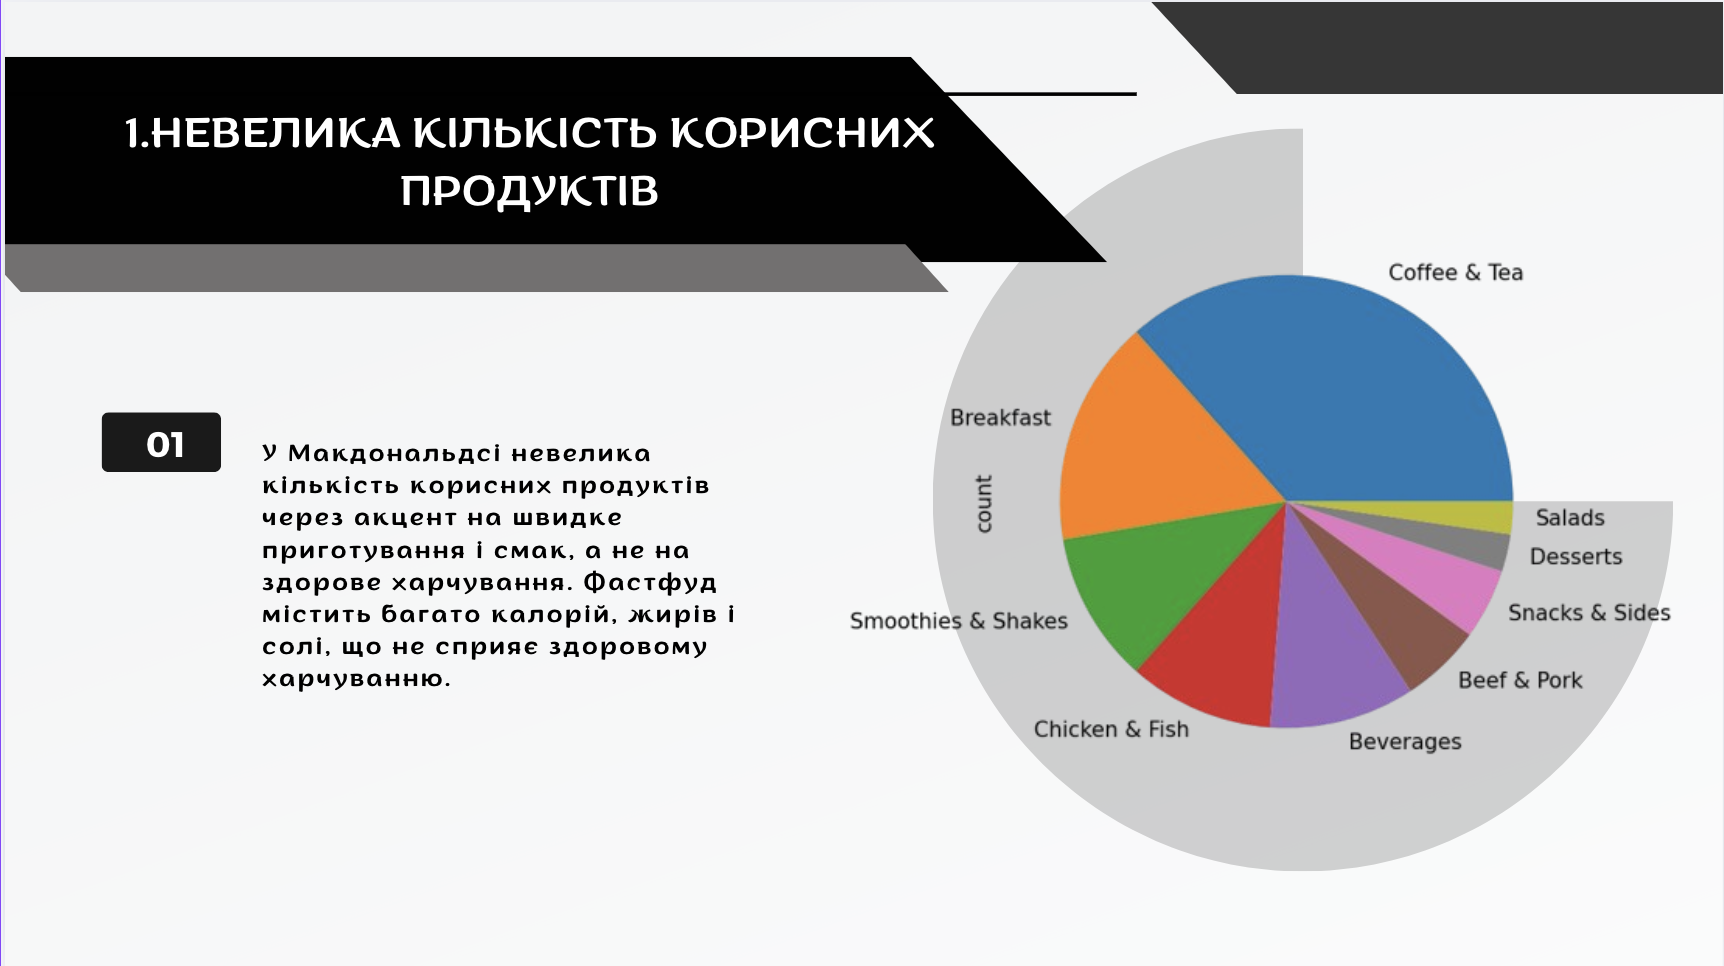 1.НЕВЕЛИКА КІЛЬКІСТЬ КОРИСНИХ
ПРОДУКТІВ
01
У Макдональдсі невелика
кількість корисних продуктів
через акцент на швидке
приготування і смак, а не на
здорове харчування. Фастфуд
містить багато калорій, жирів і
солі, що не сприяє здоровому
харчуванню.
Coffee & Tea
Breakfast
count
Smoothies & Shakes
Chicken & Fish
Beverages
Beef & Pork
Snacks & Sides
Desserts
Salads